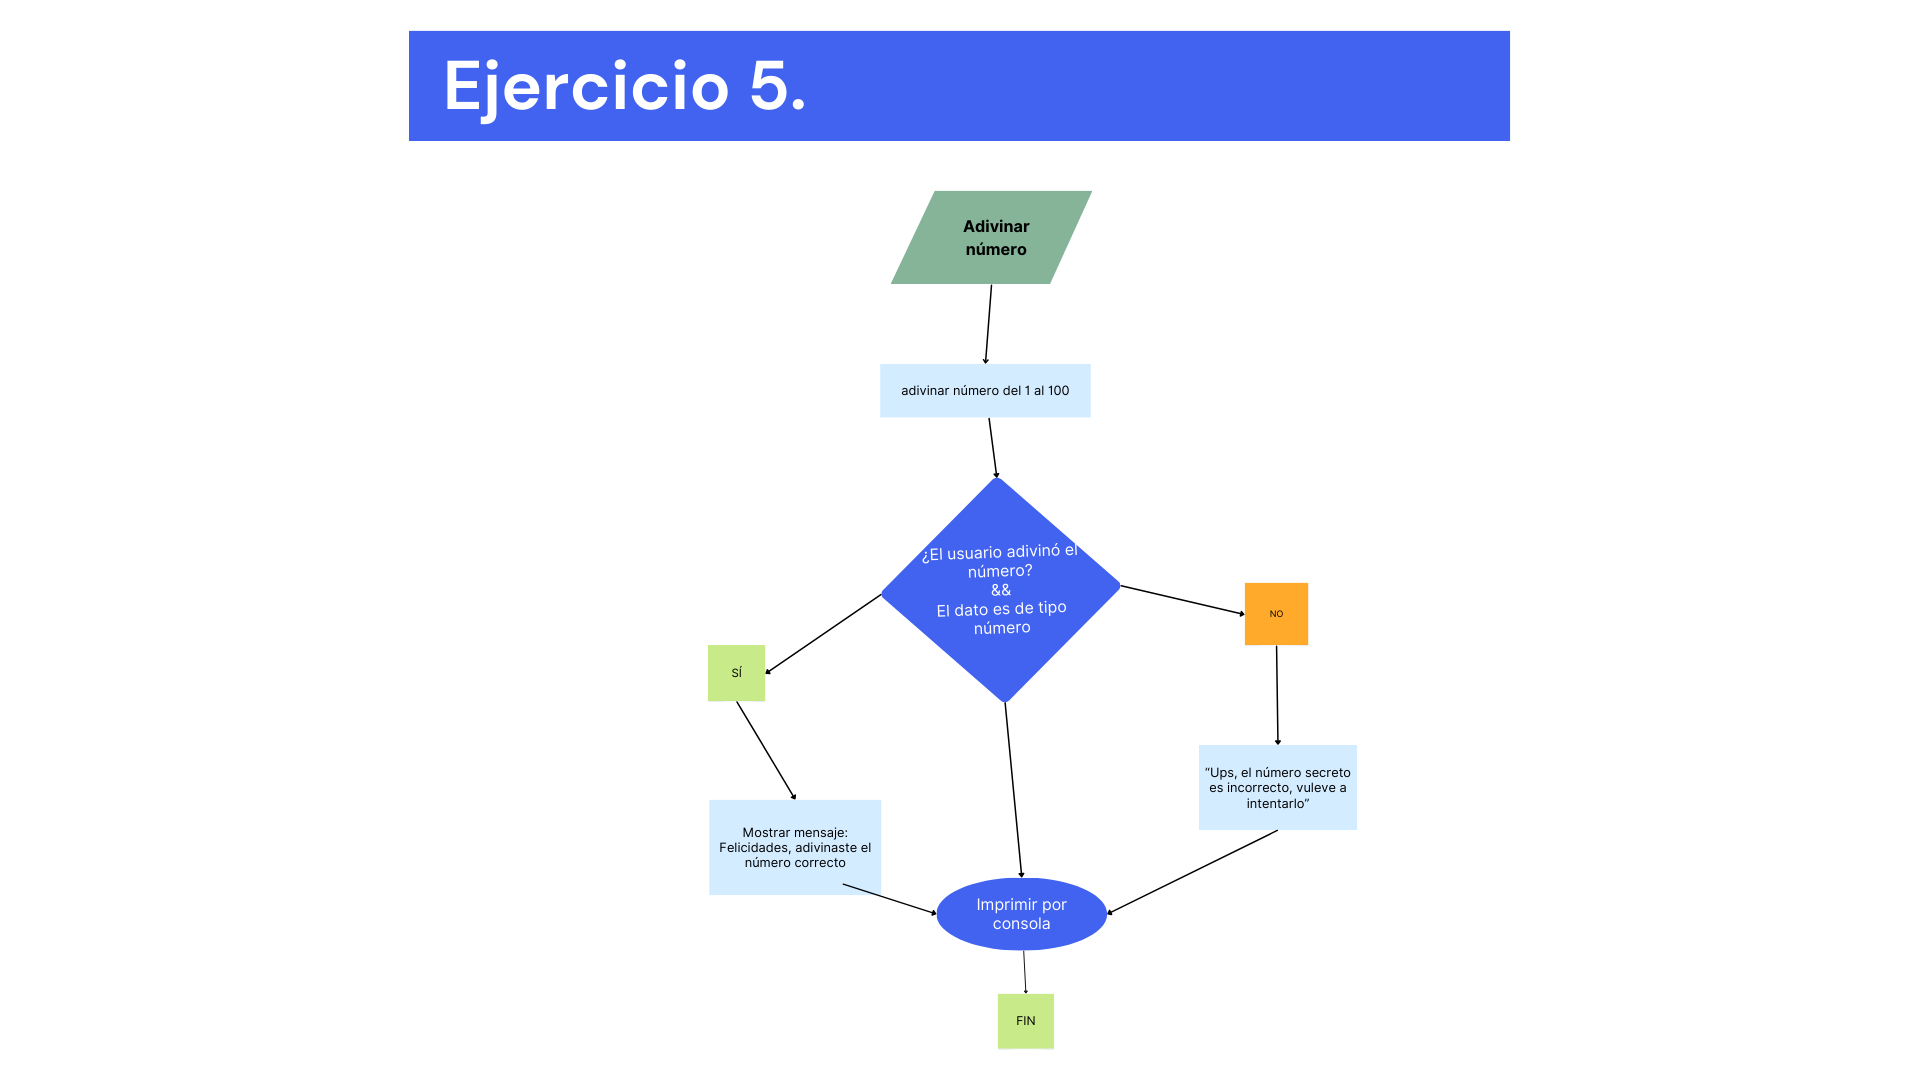 Ejercicio 5.
Adivinar
número
adivinar número del 1 al 100
¿El usuario adivinó el
número?
&&
El dato es de tipo
número
NO
SÍ
“Ups, el número secreto
es incorrecto, vuleve a
intentarlo”
Mostrar mensaje:
Felicidades, adivinaste el
número correcto
Imprimir por
consola
FIN